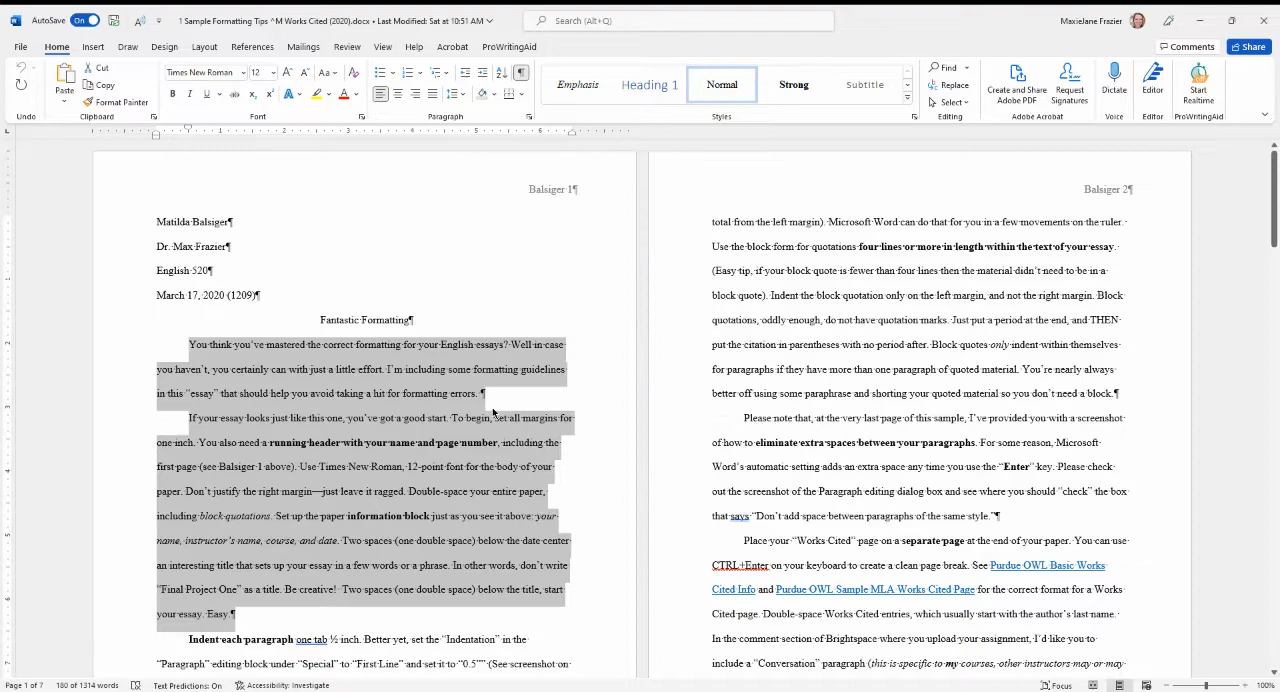 AutoSave On 1 Sample Formatting Tips ^M Works Cited (2020).docx • Last Modified: Sat at 10:51 AM Search (Alt+Q) MaxieJane Frazier
File Home Insert Draw Design Layout References Mailings Review View Help Acrobat ProWritingAid Comments Share
Cut
Copy
Format Painter
Paste
Times New Roman 12
Emphasis Heading 1 Normal Strong Subtitle
Find
Replace
Select
Create and Share Adobe PDF
Request Signatures
Dictate
Editor
Start Realtime
Undo Clipboard Font Paragraph Styles Editing Adobe Acrobat Voice Editor ProWritingAid
Balsiger 1¶
Matilda Balsiger¶
Dr. Max Frazier¶
English 520¶
March 17, 2020 (1209)¶
Fantastic Formatting¶
You think you've mastered the correct formatting for your English essays? Well in case
you haven't, you certainly can with just a little effort. I'm including some formatting guidelines
in this "essay" that should help you avoid taking a hit for formatting errors. ¶
If your essay looks just like this one, you've got a good start. To begin, set all margins for
one inch. You also need a running header with your name and page number, including the
first page (see Balsiger 1 above). Use Times New Roman, 12-point font for the body of your
paper. Don't justify the right margin—just leave it ragged. Double-space your entire paper,
including block quotations. Set up the paper information block just as you see it above: your
name, instructor's name, course, and date. Two spaces (one double space) below the date center
an interesting title that sets up your essay in a few words or a phrase. In other words, don't write
"Final Project One" as a title. Be creative! Two spaces (one double space) below the title, start
your essay. Easy.¶
Indent each paragraph one tab ½ inch. Better yet, set the "Indentation" in the
"Paragraph" editing block under "Special" to "First Line" and set it to "0.5"" (See screenshot on
Balsiger 2¶
total from the left margin). Microsoft Word can do that for you in a few movements on the ruler.
Use the block form for quotations four lines or more in length within the text of your essay.
(Easy tip, if your block quote is fewer than four lines then the material didn't need to be in a
block quote). Indent the block quotation only on the left margin, and not the right margin. Block
quotations, oddly enough, do not have quotation marks. Just put a period at the end, and THEN
put the citation in parentheses with no period after. Block quotes only indent within themselves
for paragraphs if they have more than one paragraph of quoted material. You're nearly always
better off using some paraphrase and shorting your quoted material so you don't need a block.¶
Please note that, at the very last page of this sample, I've provided you with a screenshot
of how to eliminate extra spaces between your paragraphs. For some reason, Microsoft
Word's automatic setting adds an extra space any time you use the "Enter" key. Please check
out the screenshot of the Paragraph editing dialog box and see where you should "check" the box
that says "Don't add space between paragraphs of the same style."¶
Place your "Works Cited" page on a separate page at the end of your paper. You can use
CTRL+Enter on your keyboard to create a clean page break. See Purdue OWL Basic Works
Cited Info and Purdue OWL Sample MLA Works Cited Page for the correct format for a Works
Cited page. Double-space Works Cited entries, which usually start with the author's last name.
In the comment section of Brightspace where you upload your assignment, I'd like you to
include a "Conversation" paragraph (this is specific to my courses, other instructors may or may
Page 1 of 7 180 of 1314 words Text Predictions: On Accessibility: Investigate Focus 100%